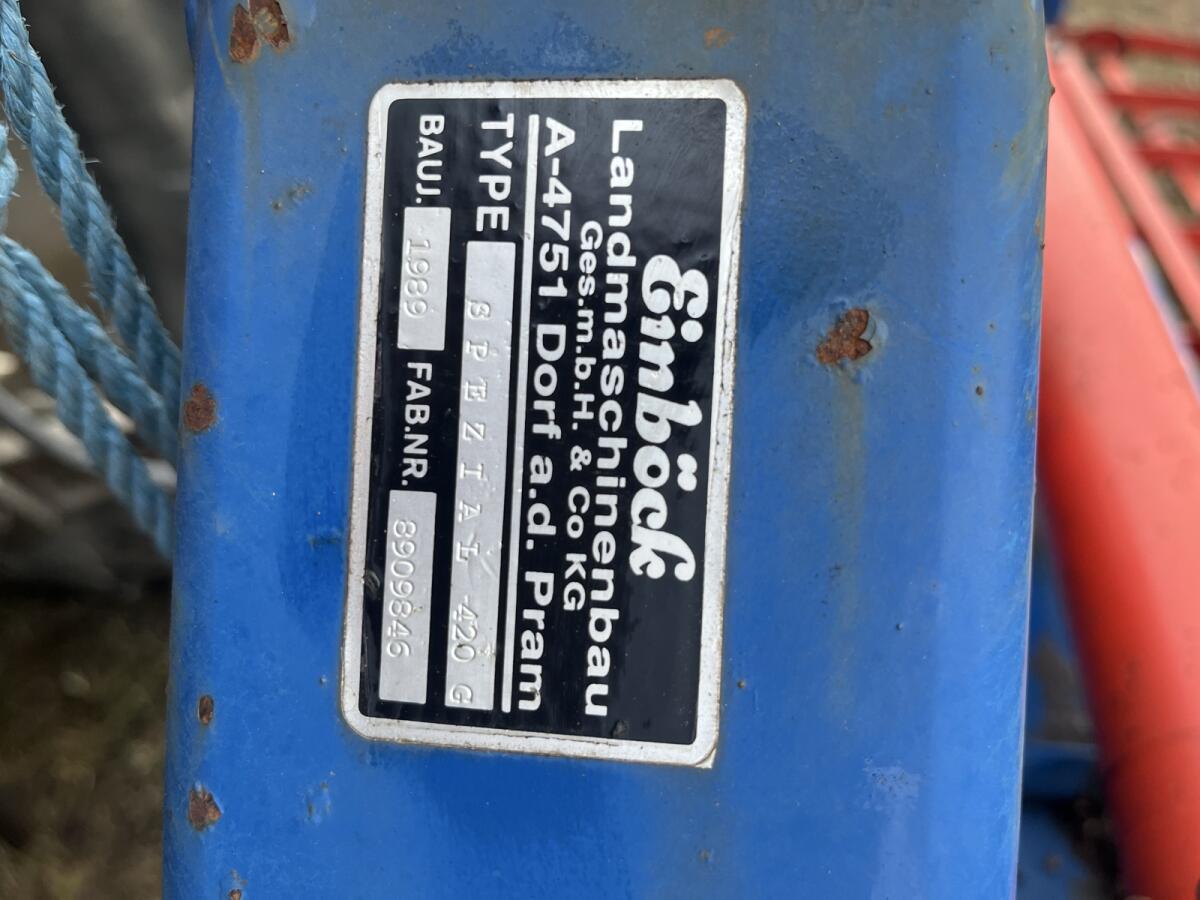 Einböck
Landmaschinenbau
Ges.m.b.H. & Co KG
A-4751 Dorf a.d. Pram
TYPE SPEZIAL 420 G
BAUJ. 1989 FAB.NR. 8909846